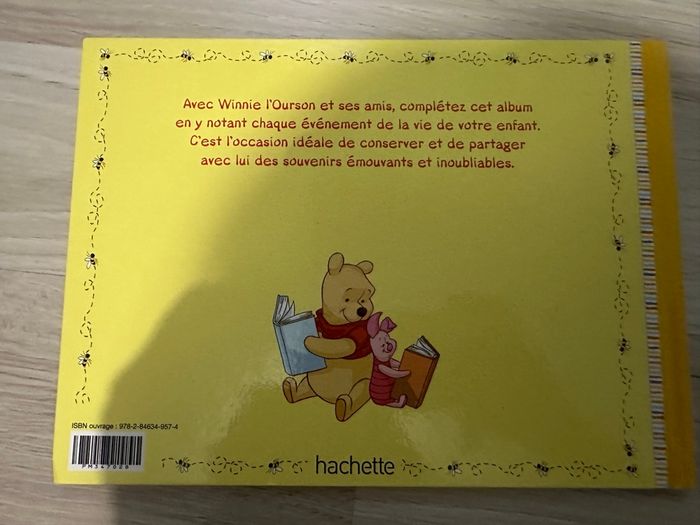 Avec Winnie l'Ourson et ses amis, complétez cet album
en y notant chaque événement de la vie de votre enfant.
C'est l'occasion idéale de conserver et de partager
avec lui des souvenirs émouvants et inoubliables.
ISBN ouvrage : 978-2-84634-957-4
PM347028
hachette